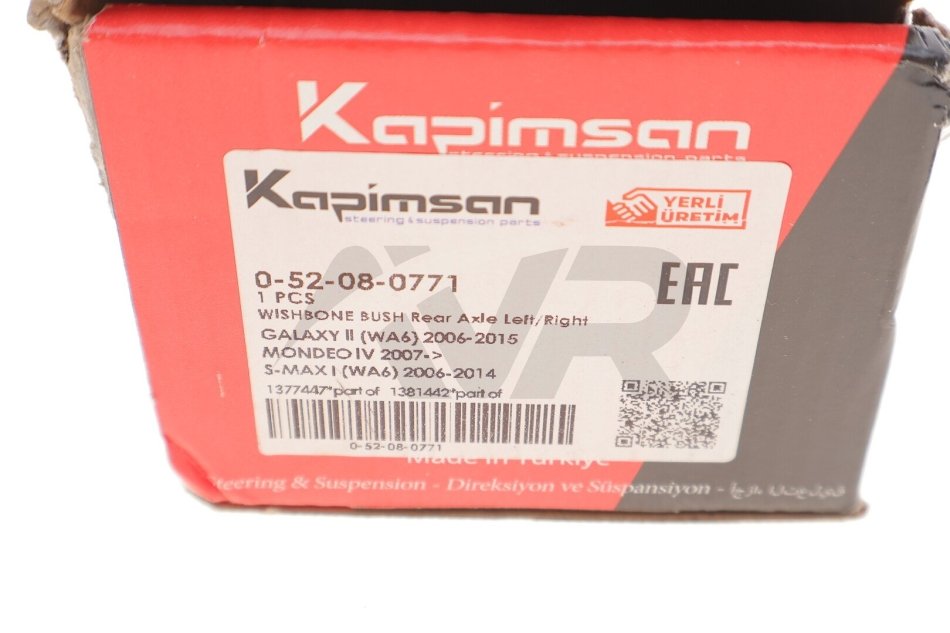 Kapimsan
steering & suspension parts
Kapimsan
steering & suspension parts
YERLİ
ÜRETİM
0-52-08-0771
EAC
1 PCS
WISHBONE BUSH Rear Axle Left/Right
GALAXY II (WA6) 2006-2015
MONDEO IV 2007->
S-MAX I (WA6) 2006-2014
1377447*part of 1381442*part of
0-52-08-0771
Made in Türkiye
Steering & Suspension - Direksiyon ve Süspansiyon -
VR